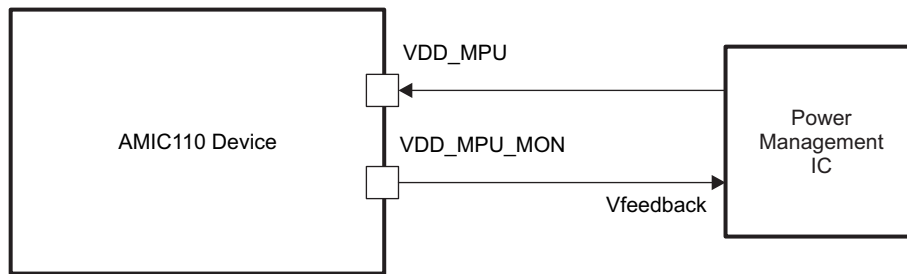 VDD_MPU
AMIC110 Device
VDD_MPU_MON
Vfeedback
Power
Management
IC